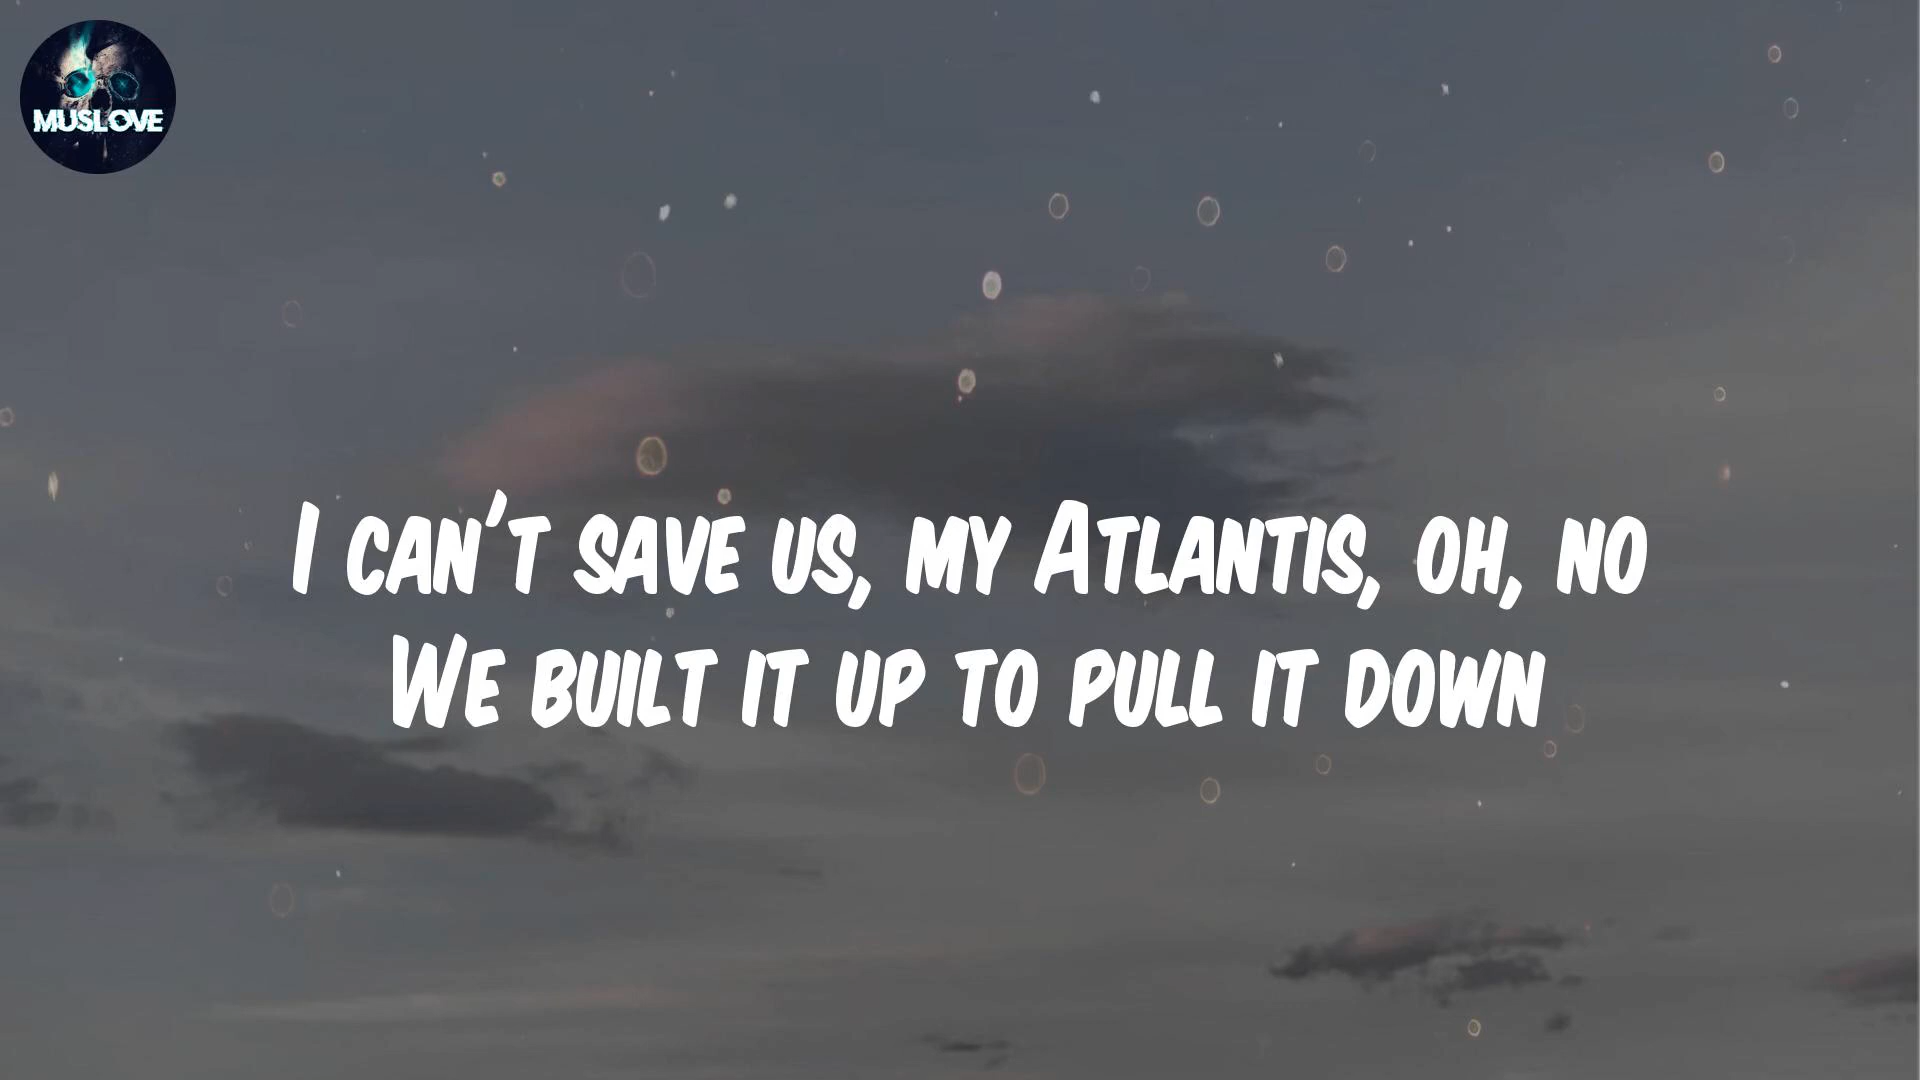 MUSLOVE
I can't save us, my Atlantis, oh, no
We built it up to pull it down